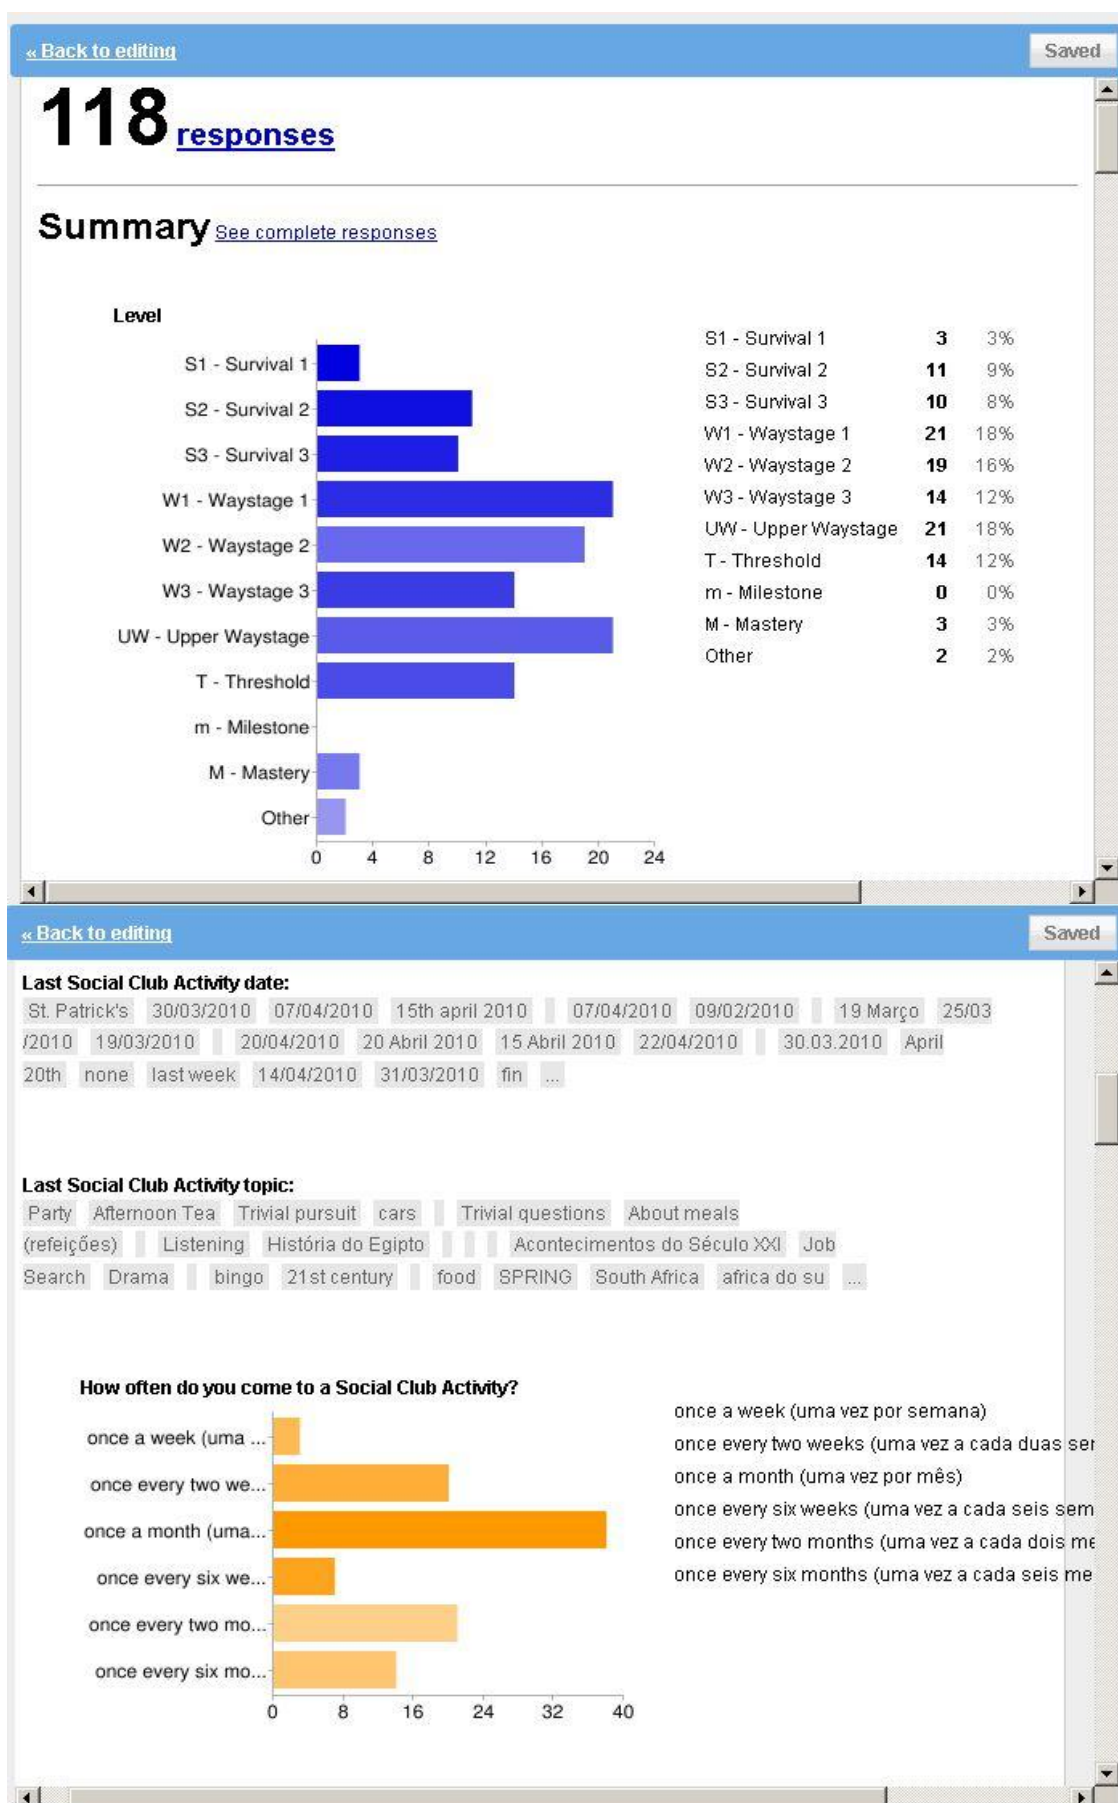 « Back to editing
Saved
118 responses
Summary See complete responses
Level
S1 - Survival 1
S2 - Survival 2
S3 - Survival 3
W1 - Waystage 1
W2 - Waystage 2
W3 - Waystage 3
UW - Upper Waystage
T - Threshold
m - Milestone
M - Mastery
Other
0 4 8 12 16 20 24
S1 - Survival 1 3 3%
S2 - Survival 2 11 9%
S3 - Survival 3 10 8%
W1 - Waystage 1 21 18%
W2 - Waystage 2 19 16%
W3 - Waystage 3 14 12%
UW - Upper Waystage 21 18%
T - Threshold 14 12%
m - Milestone 0 0%
M - Mastery 3 3%
Other 2 2%
« Back to editing
Saved
Last Social Club Activity date:
St. Patrick's 30/03/2010 07/04/2010 15th april 2010 07/04/2010 09/02/2010 19 Março 25/03
/2010 19/03/2010 20/04/2010 20 Abril 2010 15 Abril 2010 22/04/2010 30.03.2010 April
20th none last week 14/04/2010 31/03/2010 fin ...
Last Social Club Activity topic:
Party Afternoon Tea Trivial pursuit cars Trivial questions About meals
(refeições) Listening História do Egipto Acontecimentos do Século XXI Job
Search Drama bingo 21st century food SPRING South Africa africa do su ...
How often do you come to a Social Club Activity?
once a week (uma ...
once every two we...
once a month (uma...
once every six we...
once every two mo...
once every six mo...
0 8 16 24 32 40
once a week (uma vez por semana)
once every two weeks (uma vez a cada duas ser
once a month (uma vez por mês)
once every six weeks (uma vez a cada seis sem
once every two months (uma vez a cada dois me
once every six months (uma vez a cada seis me